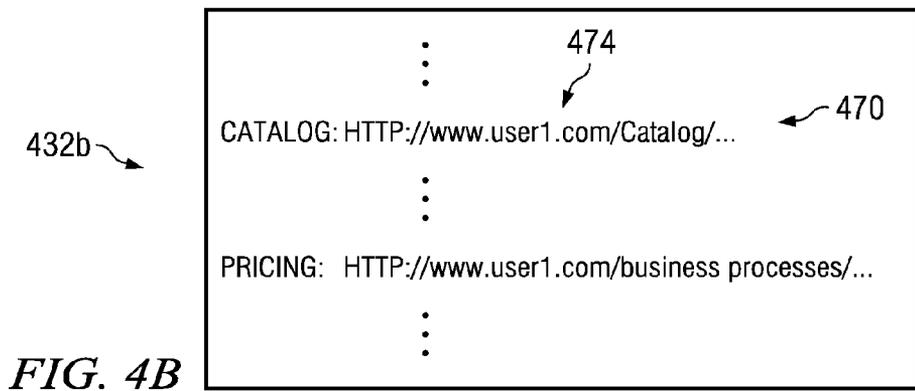 474
470
CATALOG: HTTP://www.user1.com/Catalog/...
432b
PRICING: HTTP://www.user1.com/business processes/...
FIG. 4B